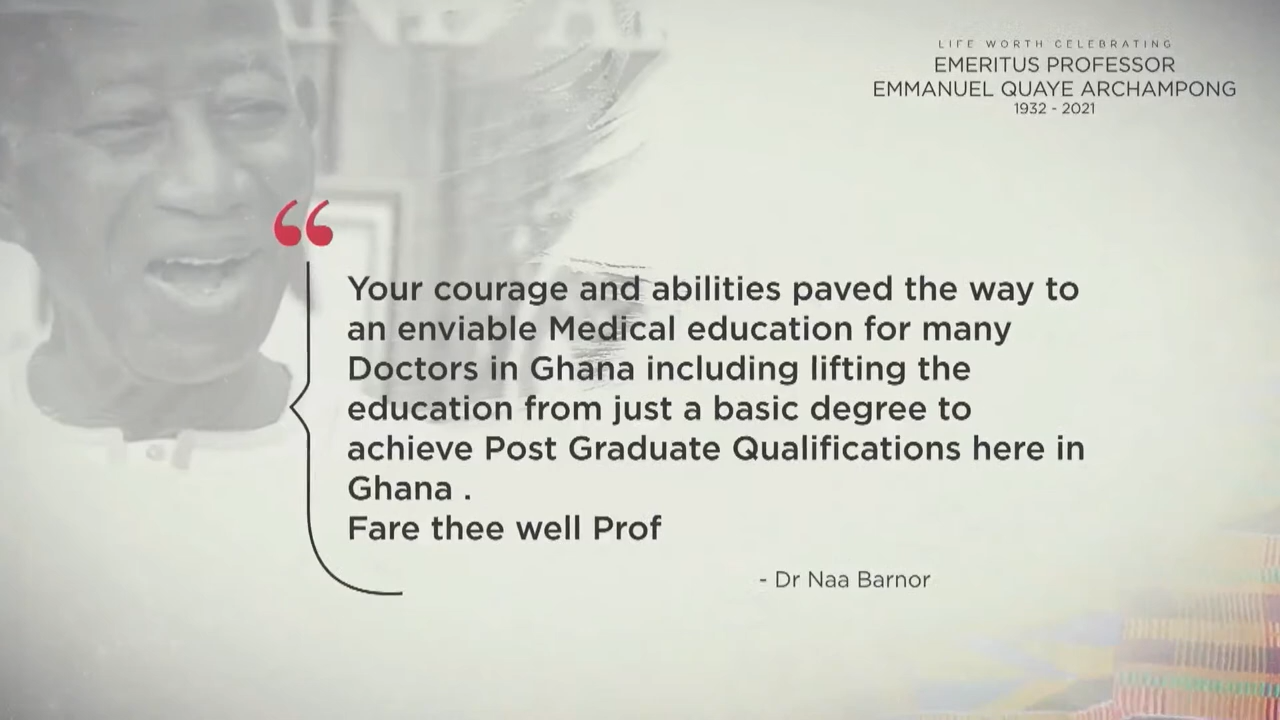 LIFE WORTH CELEBRATING
EMERITUS PROFESSOR
EMMANUEL QUAYE ARCHAMPONG
1932 - 2021
“
Your courage and abilities paved the way to
an enviable Medical education for many
Doctors in Ghana including lifting the
education from just a basic degree to
achieve Post Graduate Qualifications here in
Ghana .
Fare thee well Prof
- Dr Naa Barnor